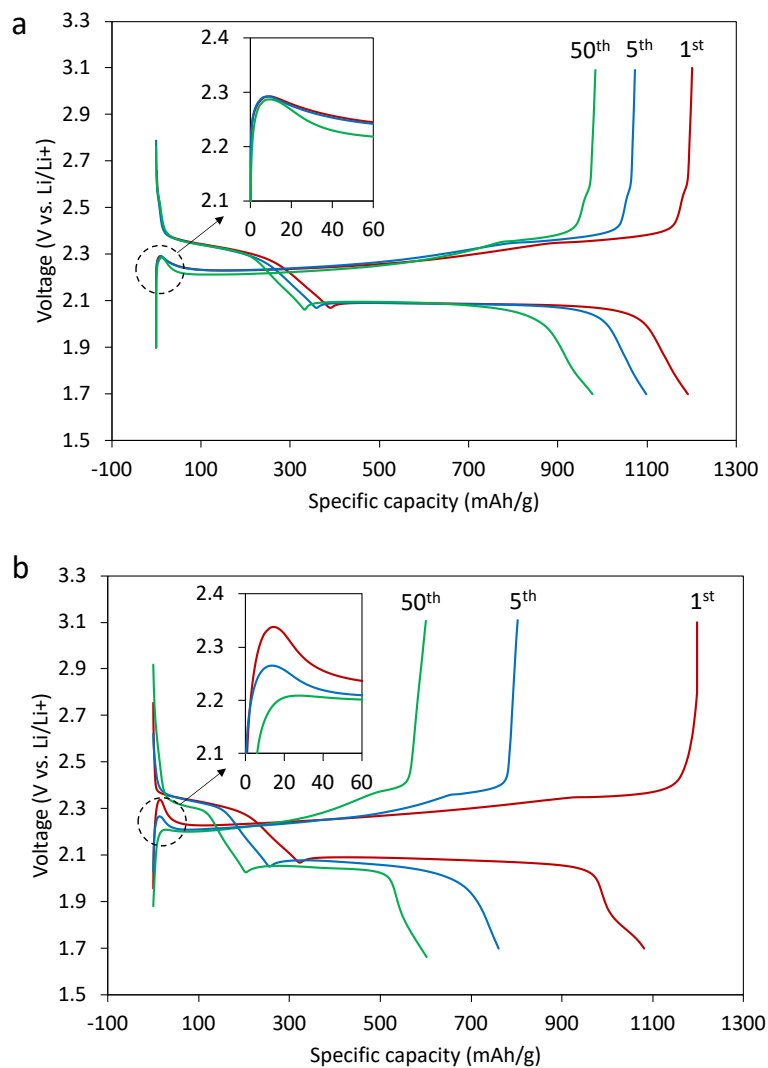 a
3.3
3.1
2.9
2.7
2.5
2.3
2.1
1.9
1.7
1.5
Voltage (V vs. Li/Li+)
-100 100 300 500 700 900 1100 1300
Specific capacity (mAh/g)
50th 5th 1st
2.4
2.3
2.2
2.1
0 20 40 60
b
3.3
3.1
2.9
2.7
2.5
2.3
2.1
1.9
1.7
1.5
Voltage (V vs. Li/Li+)
-100 100 300 500 700 900 1100 1300
Specific capacity (mAh/g)
50th 5th 1st
2.4
2.3
2.2
2.1
0 20 40 60